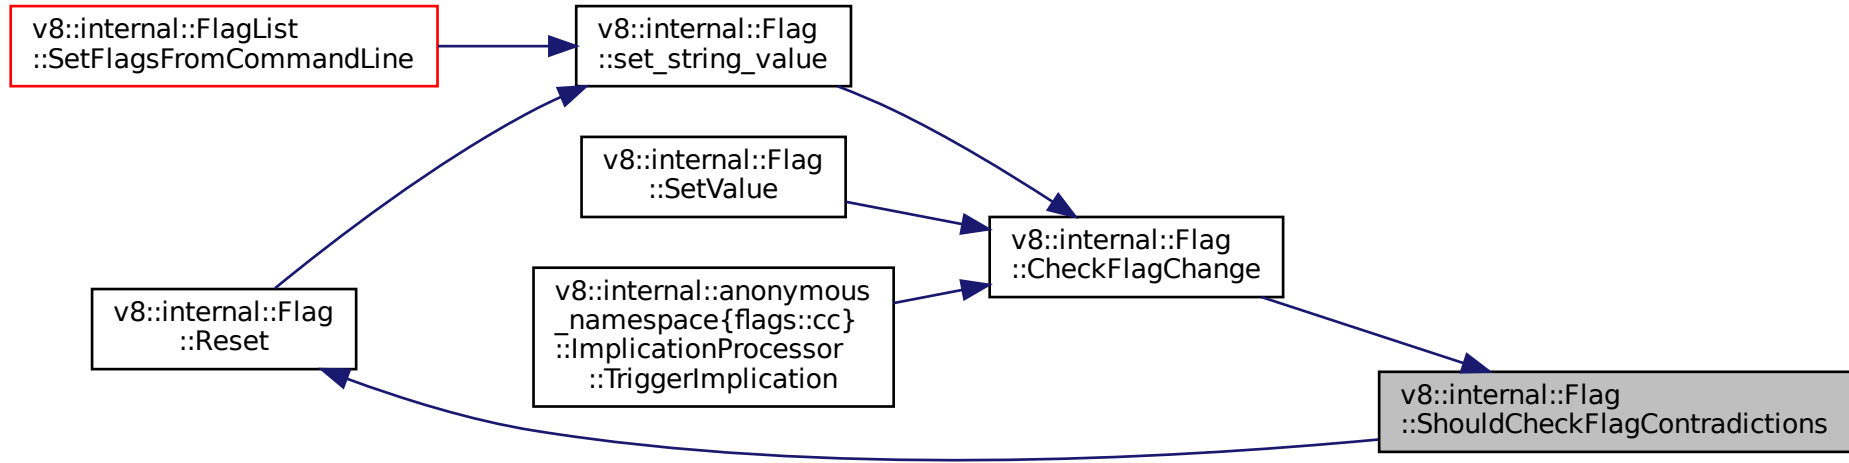 v8::internal::FlagList
::SetFlagsFromCommandLine
v8::internal::Flag
::set_string_value
v8::internal::Flag
::SetValue
v8::internal::Flag
::CheckFlagChange
v8::internal::anonymous
_namespace{flags::cc}
::ImplicationProcessor
::TriggerImplication
v8::internal::Flag
::Reset
v8::internal::Flag
::ShouldCheckFlagContradictions